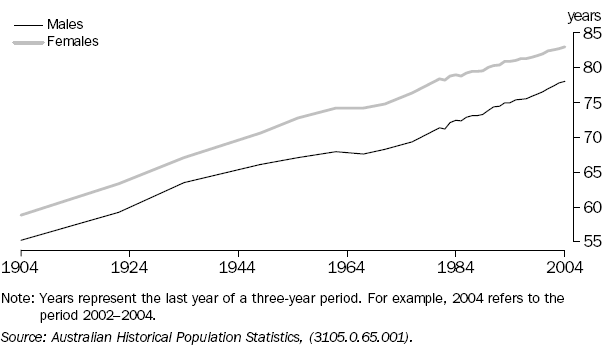 years
Males
Females
85
80
75
70
65
60
55
1904 1924 1944 1964 1984 2004
Note: Years represent the last year of a three-year period. For example, 2004 refers to the
period 2002–2004.
Source: Australian Historical Population Statistics, (3105.0.65.001).